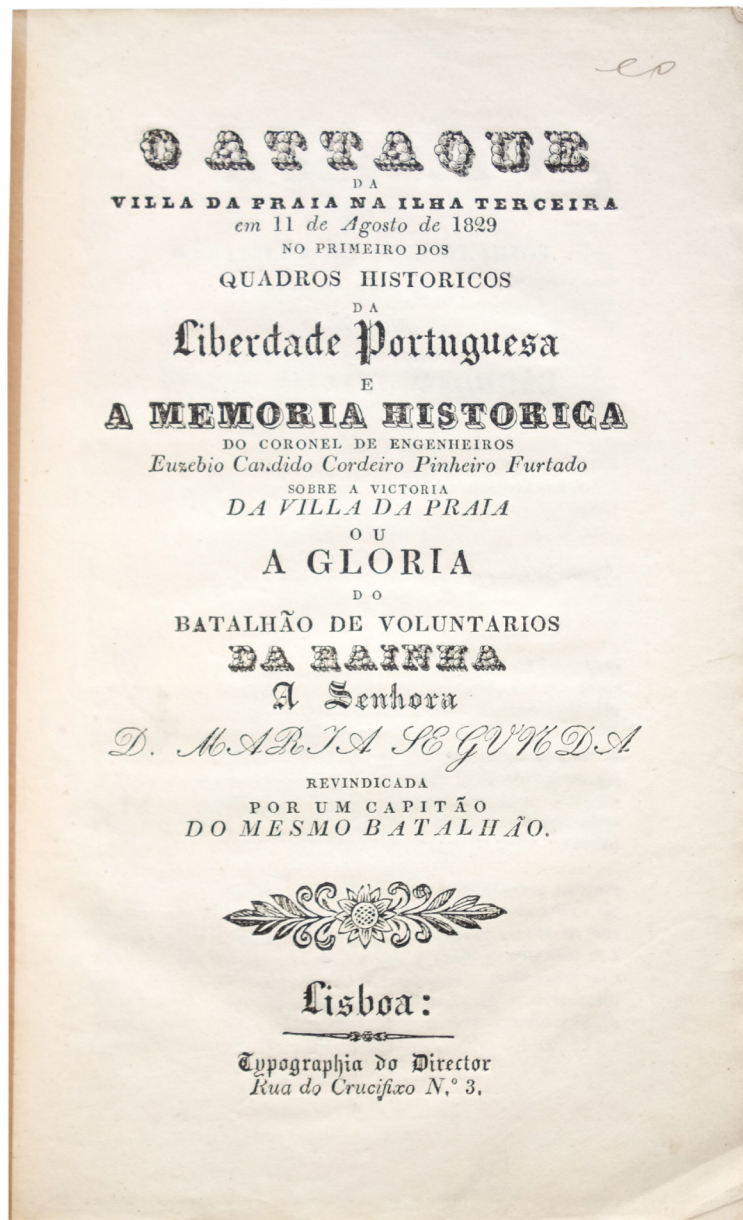 O ATTAQUE
DA
VILLA DA PRAIA NA ILHA TERCEIRA
em 11 de Agosto de 1829
NO PRIMEIRO DOS
QUADROS HISTORICOS
DA
Liberdade Portuguesa
E
A MEMORIA HISTORICA
DO CORONEL DE ENGENHEIROS
Euzebio Candido Cordeiro Pinheiro Furtado
SOBRE A VICTORIA
DA VILLA DA PRAIA
OU
A GLORIA
DO
BATALHÃO DE VOLUNTARIOS
DA RAINHA
A Senhora
D. MARIA SEGUNDA
REVINDICADA
POR UM CAPITÃO
DO MESMO BATALHÃO.
Lisboa:
Typographia do Director
Rua do Crucifixo N.º 3.